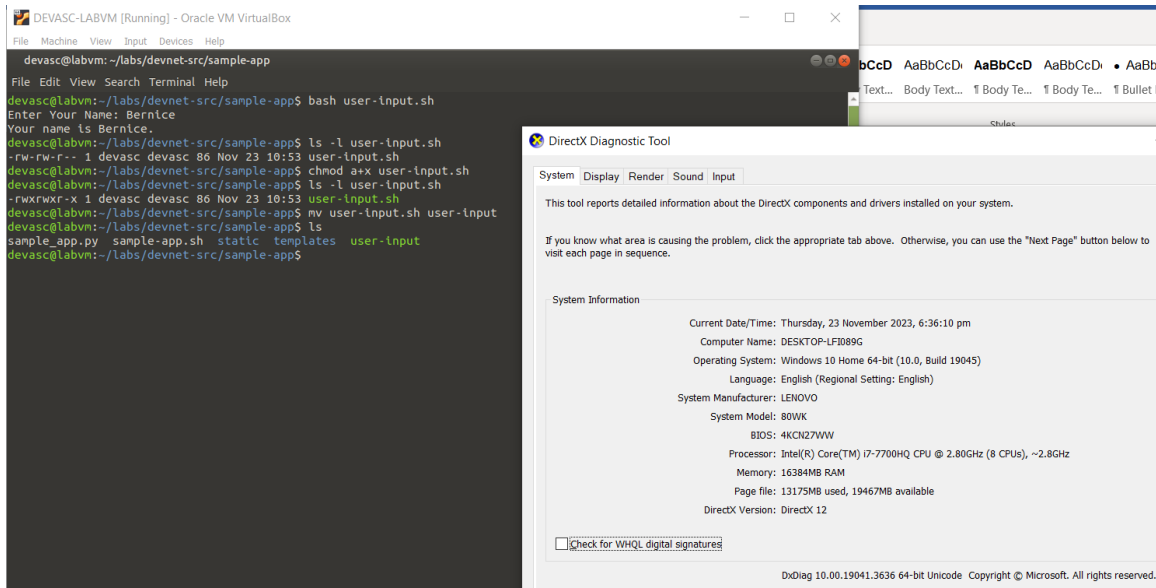 DEVASC-LABVM [Running] - Oracle VM VirtualBox
File Machine View Input Devices Help
devasc@labvm: ~/labs/devnet-src/sample-app
File Edit View Search Terminal Help
devasc@labvm:~/labs/devnet-src/sample-app$ bash user-input.sh
Enter Your Name: Bernice
Your name is Bernice.
devasc@labvm:~/labs/devnet-src/sample-app$ ls -l user-input.sh
-rw-rw-r-- 1 devasc devasc 86 Nov 23 10:53 user-input.sh
devasc@labvm:~/labs/devnet-src/sample-app$ chmod a+x user-input.sh
devasc@labvm:~/labs/devnet-src/sample-app$ ls -l user-input.sh
-rwxrwxr-x 1 devasc devasc 86 Nov 23 10:53 user-input.sh
devasc@labvm:~/labs/devnet-src/sample-app$ mv user-input.sh user-input
devasc@labvm:~/labs/devnet-src/sample-app$ ls
sample_app.py sample-app.sh static templates user-input
devasc@labvm:~/labs/devnet-src/sample-app$
bCcD AaBbCcD AaBbCcD AaBbCcD • AaBb
Text... Body Text... ¶ Body Te... ¶ Body Te... ¶ Bullet
Styles
DirectX Diagnostic Tool
System Display Render Sound Input
This tool reports detailed information about the DirectX components and drivers installed on your system.
If you know what area is causing the problem, click the appropriate tab above. Otherwise, you can use the "Next Page" button below to
visit each page in sequence.
System Information
Current Date/Time: Thursday, 23 November 2023, 6:36:10 pm
Computer Name: DESKTOP-LFI089G
Operating System: Windows 10 Home 64-bit (10.0, Build 19045)
Language: English (Regional Setting: English)
System Manufacturer: LENOVO
System Model: 80WK
BIOS: 4KCN27WW
Processor: Intel(R) Core(TM) i7-7700HQ CPU @ 2.80GHz (8 CPUs), ~2.8GHz
Memory: 16384MB RAM
Page file: 13175MB used, 19467MB available
DirectX Version: DirectX 12
Check for WHQL digital signatures
DxDiag 10.00.19041.3636 64-bit Unicode Copyright © Microsoft. All rights reserved.